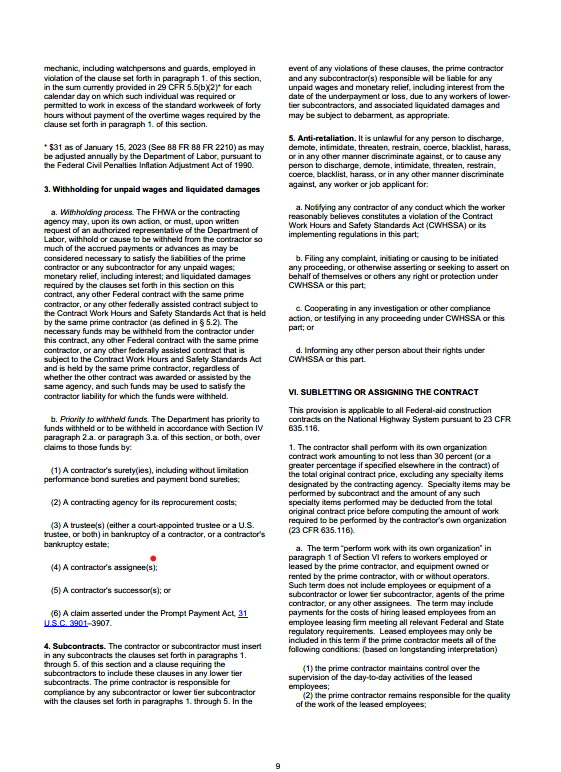 mechanic, including watchpersons and guards, employed in
violation of the clause set forth in paragraph 1. of this section,
in the sum currently provided in 29 CFR 5.5(b)(2)* for each
calendar day on which such individual was required or
permitted to work in excess of the standard workweek of forty
hours without payment of the overtime wages required by the
clause set forth in paragraph 1. of this section.
* $31 as of January 15, 2023 (See 88 FR 88 FR 2210) as may
be adjusted annually by the Department of Labor, pursuant to
the Federal Civil Penalties Inflation Adjustment Act of 1990.
3. Withholding for unpaid wages and liquidated damages
a. Withholding process. The FHWA or the contracting
agency may, upon its own action, or must, upon written
request of an authorized representative of the Department of
Labor, withhold or cause to be withheld from the contractor so
much of the accrued payments or advances as may be
considered necessary to satisfy the liabilities of the prime
contractor or any subcontractor for any unpaid wages;
monetary relief, including interest; and liquidated damages
required by the clauses set forth in this section on this
contract, any other Federal contract with the same prime
contractor, or any other federally assisted contract subject to
the Contract Work Hours and Safety Standards Act that is held
by the same prime contractor (as defined in § 5.2). The
necessary funds may be withheld from the contractor under
this contract, any other Federal contract with the same prime
contractor, or any other federally assisted contract that is
subject to the Contract Work Hours and Safety Standards Act
and is held by the same prime contractor, regardless of
whether the other contract was awarded or assisted by the
same agency, and such funds may be used to satisfy the
contractor liability for which the funds were withheld.
b. Priority to withheld funds. The Department has priority to
funds withheld or to be withheld in accordance with Section IV
paragraph 2.a. or paragraph 3.a. of this section, or both, over
claims to those funds by:
(1) A contractor's surety(ies), including without limitation
performance bond sureties and payment bond sureties;
(2) A contracting agency for its reprocurement costs;
(3) A trustee(s) (either a court-appointed trustee or a U.S.
trustee, or both) in bankruptcy of a contractor, or a contractor's
bankruptcy estate;
(4) A contractor's assignee(s);
(5) A contractor's successor(s); or
(6) A claim asserted under the Prompt Payment Act, 31
U.S.C. 3901–3907.
4. Subcontracts. The contractor or subcontractor must insert
in any subcontracts the clauses set forth in paragraphs 1.
through 5. of this section and a clause requiring the
subcontractors to include these clauses in any lower tier
subcontracts. The prime contractor is responsible for
compliance by any subcontractor or lower tier subcontractor
with the clauses set forth in paragraphs 1. through 5. In the
event of any violations of these clauses, the prime contractor
and any subcontractor(s) responsible will be liable for any
unpaid wages and monetary relief, including interest from the
date of the underpayment or loss, due to any workers of lower-
tier subcontractors, and associated liquidated damages and
may be subject to debarment, as appropriate.
5. Anti-retaliation. It is unlawful for any person to discharge,
demote, intimidate, threaten, restrain, coerce, blacklist, harass,
or in any other manner discriminate against, or to cause any
person to discharge, demote, intimidate, threaten, restrain,
coerce, blacklist, harass, or in any other manner discriminate
against, any worker or job applicant for:
a. Notifying any contractor of any conduct which the worker
reasonably believes constitutes a violation of the Contract
Work Hours and Safety Standards Act (CWHSSA) or its
implementing regulations in this part;
b. Filing any complaint, initiating or causing to be initiated
any proceeding, or otherwise asserting or seeking to assert on
behalf of themselves or others any right or protection under
CWHSSA or this part;
c. Cooperating in any investigation or other compliance
action, or testifying in any proceeding under CWHSSA or this
part; or
d. Informing any other person about their rights under
CWHSSA or this part.
VI. SUBLETTING OR ASSIGNING THE CONTRACT
This provision is applicable to all Federal-aid construction
contracts on the National Highway System pursuant to 23 CFR
635.116.
1. The contractor shall perform with its own organization
contract work amounting to not less than 30 percent (or a
greater percentage if specified elsewhere in the contract) of
the total original contract price, excluding any specialty items
designated by the contracting agency. Specialty items may be
performed by subcontract and the amount of any such
specialty items performed may be deducted from the total
original contract price before computing the amount of work
required to be performed by the contractor's own organization
(23 CFR 635.116).
a. The term “perform work with its own organization” in
paragraph 1 of Section VI refers to workers employed or
leased by the prime contractor, and equipment owned or
rented by the prime contractor, with or without operators.
Such term does not include employees or equipment of a
subcontractor or lower tier subcontractor, agents of the prime
contractor, or any other assignees. The term may include
payments for the costs of hiring leased employees from an
employee leasing firm meeting all relevant Federal and State
regulatory requirements. Leased employees may only be
included in this term if the prime contractor meets all of the
following conditions: (based on longstanding interpretation)
(1) the prime contractor maintains control over the
supervision of the day-to-day activities of the leased
employees;
(2) the prime contractor remains responsible for the quality
of the work of the leased employees;
9